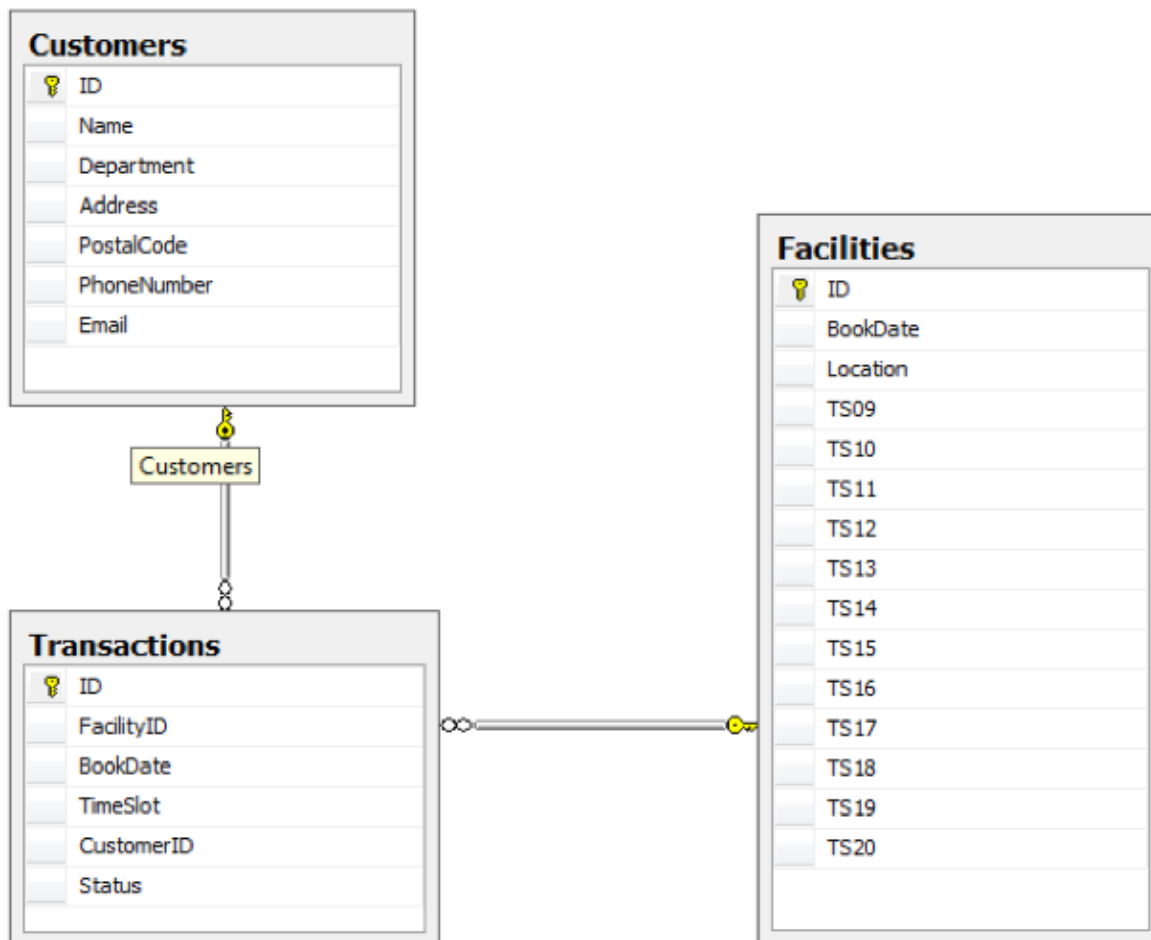 Customers
ID
Name
Department
Address
PostalCode
PhoneNumber
Email
Customers
Transactions
ID
FacilityID
BookDate
TimeSlot
CustomerID
Status
Facilities
ID
BookDate
Location
TS09
TS10
TS11
TS12
TS13
TS14
TS15
TS16
TS17
TS18
TS19
TS20